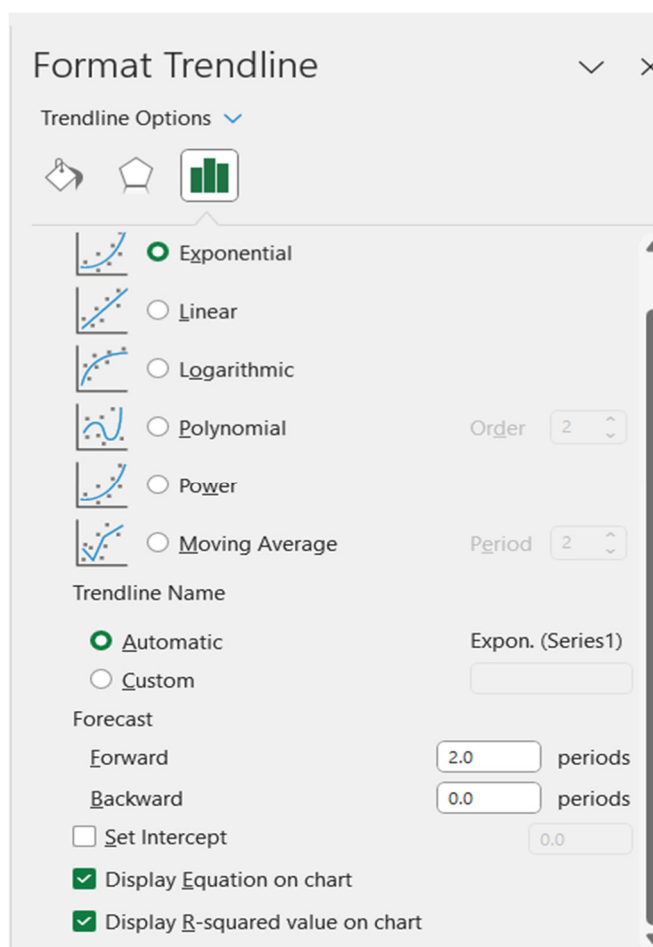 Format Trendline
Trendline Options
Exponential
Linear
Logarithmic
Polynomial Order 2
Power
Moving Average Period 2
Trendline Name
Automatic Expon. (Series1)
Custom
Forecast
Forward 2.0 periods
Backward 0.0 periods
Set Intercept 0.0
Display Equation on chart
Display R-squared value on chart